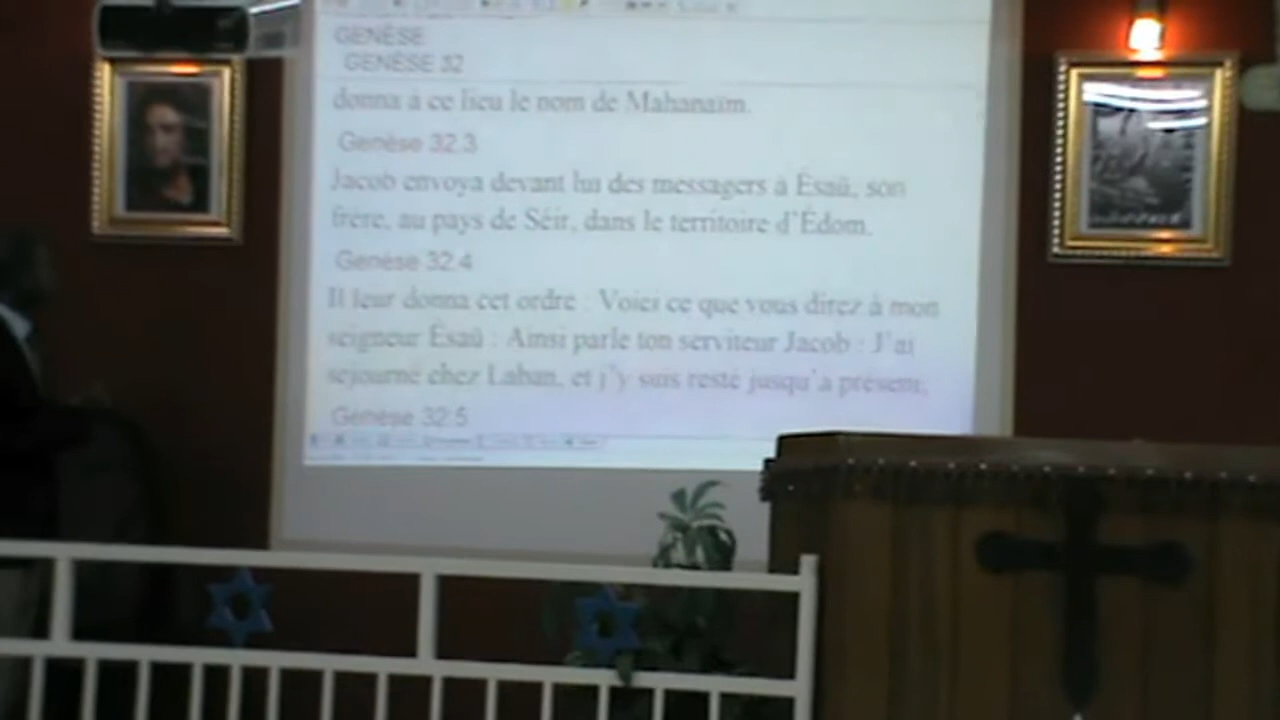 GENÈSE
GENÈSE 32
donna à ce lieu le nom de Mahanaïm.
Genèse 32.3
Jacob envoya devant lui des messagers à Ésaü, son
frère, au pays de Séir, dans le territoire d'Édom.
Genèse 32.4
Il leur donna cet ordre : Voici ce que vous direz à mon
seigneur Ésaü : Ainsi parle ton serviteur Jacob : J'ai
séjourné chez Laban, et j'y suis resté jusqu'à présent;
Genèse 32:5